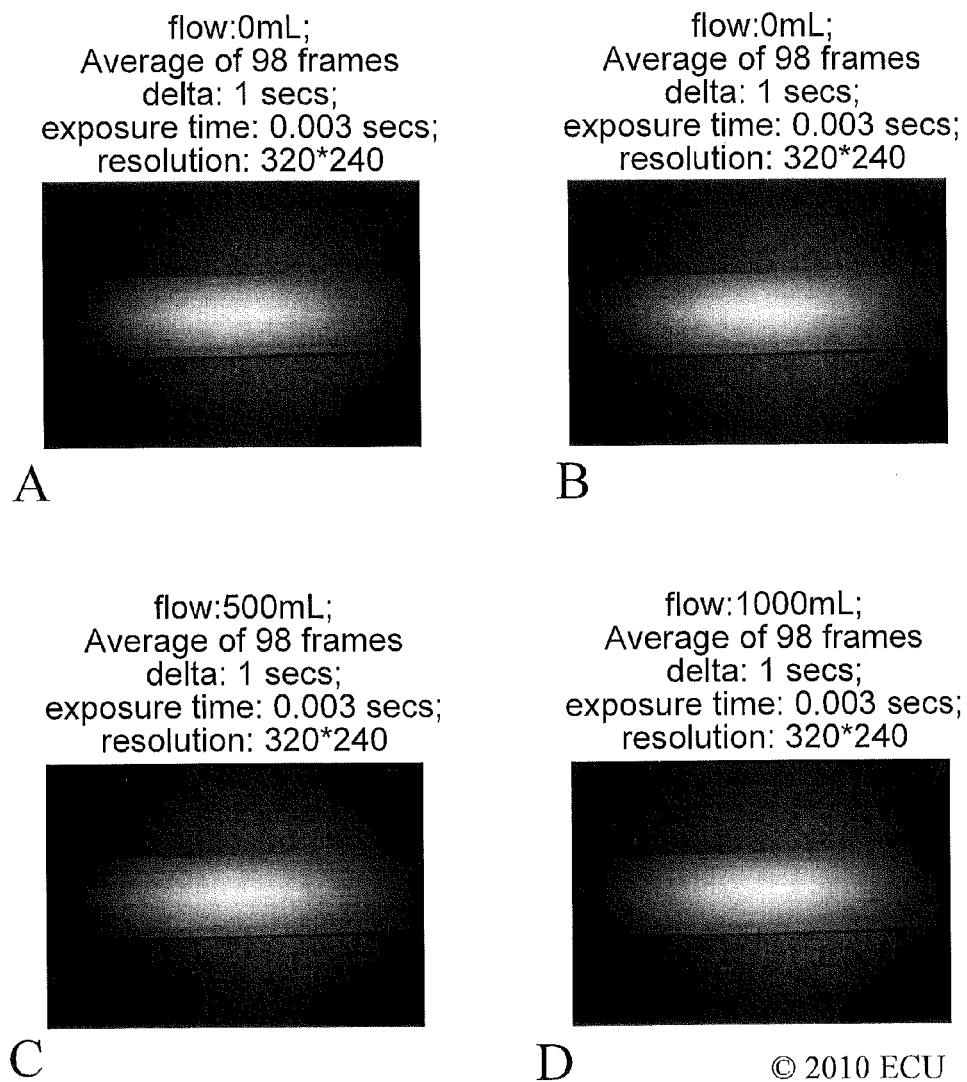 flow:0mL;
Average of 98 frames
delta: 1 secs;
exposure time: 0.003 secs;
resolution: 320*240
A
flow:0mL;
Average of 98 frames
delta: 1 secs;
exposure time: 0.003 secs;
resolution: 320*240
B
flow:500mL;
Average of 98 frames
delta: 1 secs;
exposure time: 0.003 secs;
resolution: 320*240
C
flow:1000mL;
Average of 98 frames
delta: 1 secs;
exposure time: 0.003 secs;
resolution: 320*240
D
© 2010 ECU